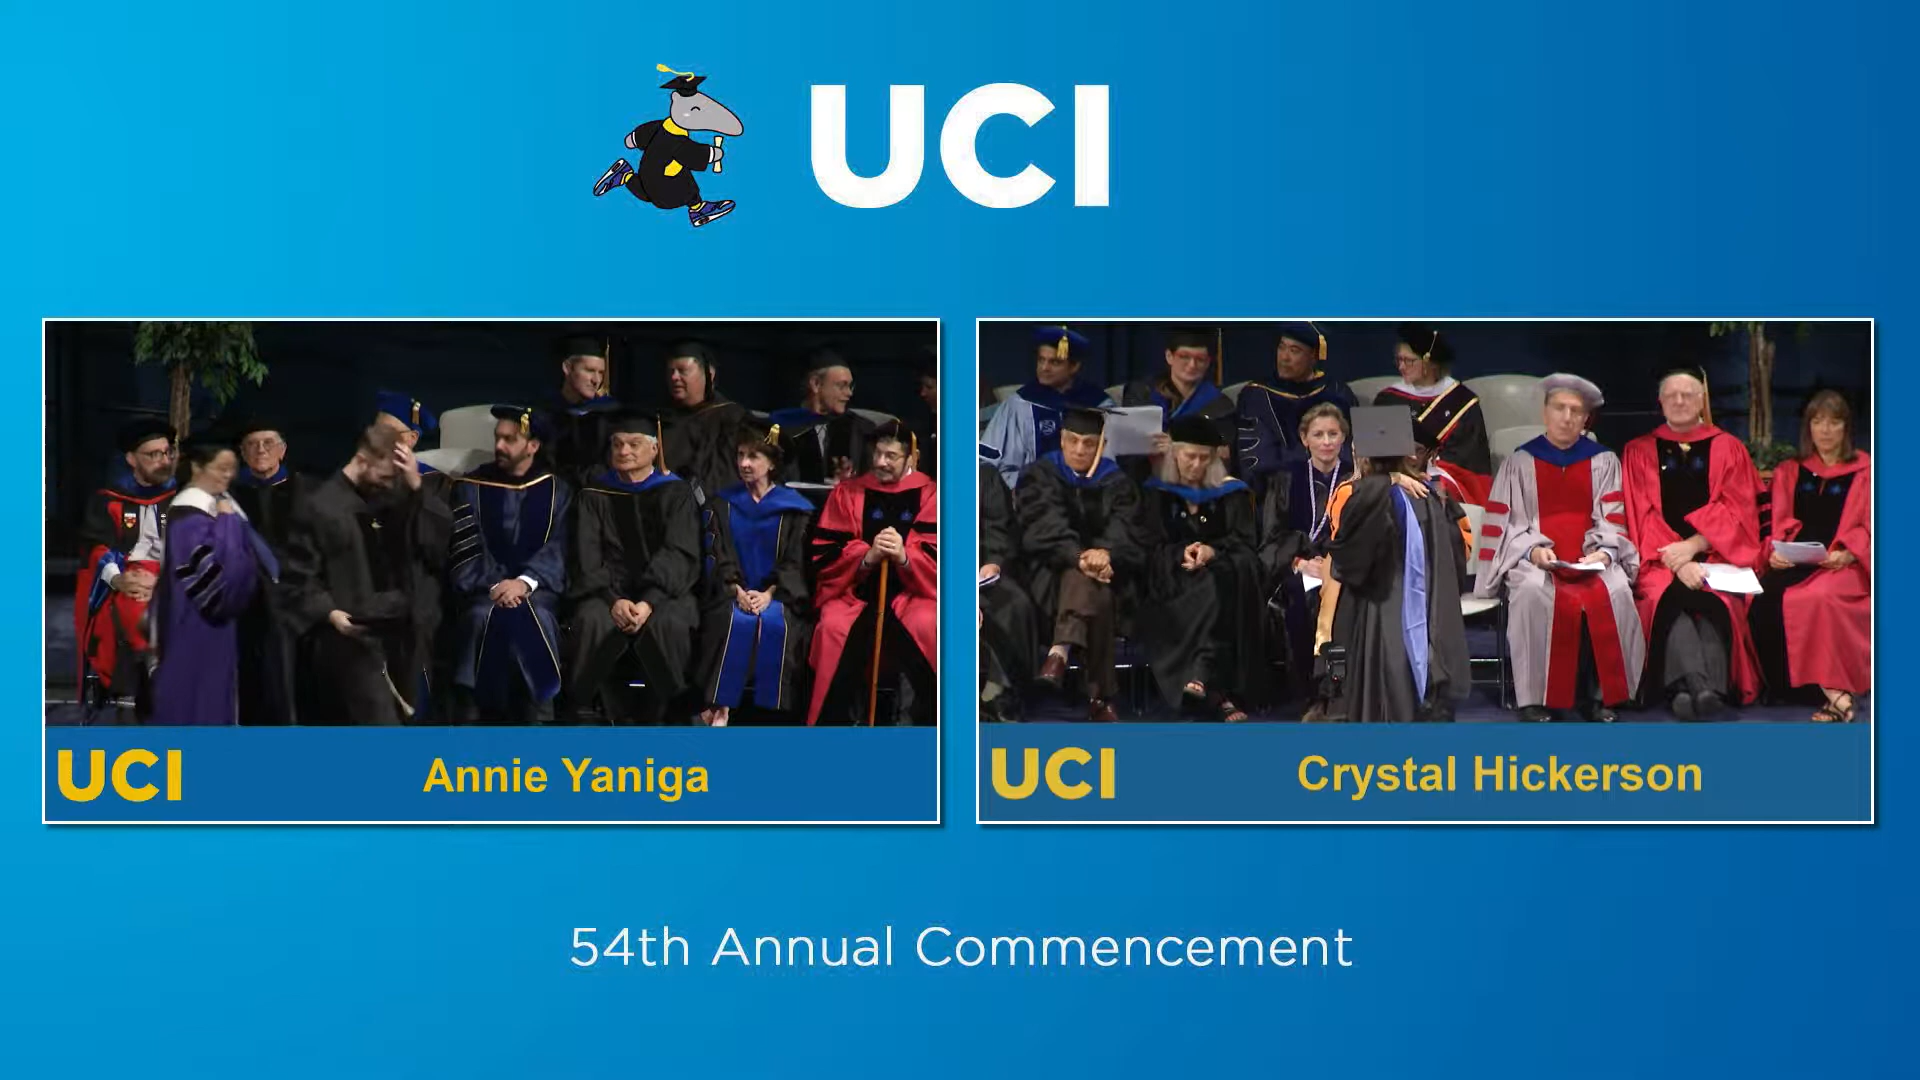 UCI
UCI
Annie Yaniga
UCI
Crystal Hickerson
54th Annual Commencement